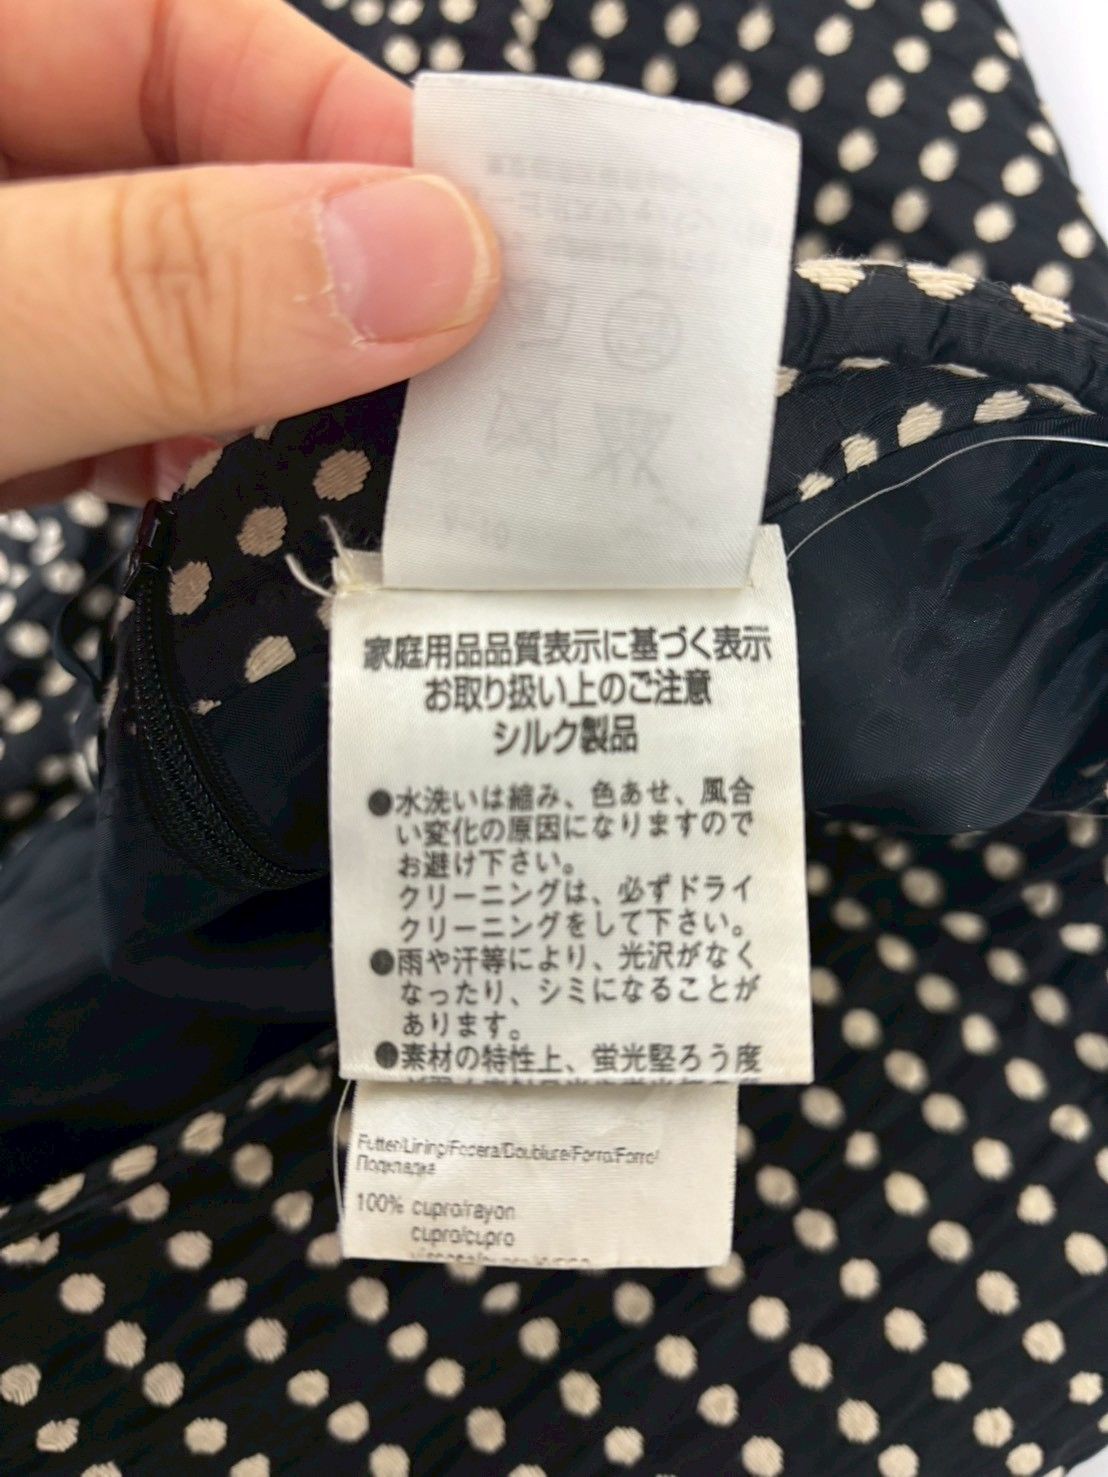 家庭用品品質表示に基づく表示
お取り扱い上のご注意
シルク製品
●水洗いは縮み、色あせ、風合
い変化の原因になりますので
お避け下さい。
クリーニングは、必ずドライ
クリーニングをして下さい。
●雨や汗等により、光沢がなく
なったり、シミになることが
あります。
●素材の特性上、蛍光堅ろう度
Futter/Lining/Fodera/Doublure/Forro/Forro/
Подкладка
100% cupro/rayon
cupro/cupro